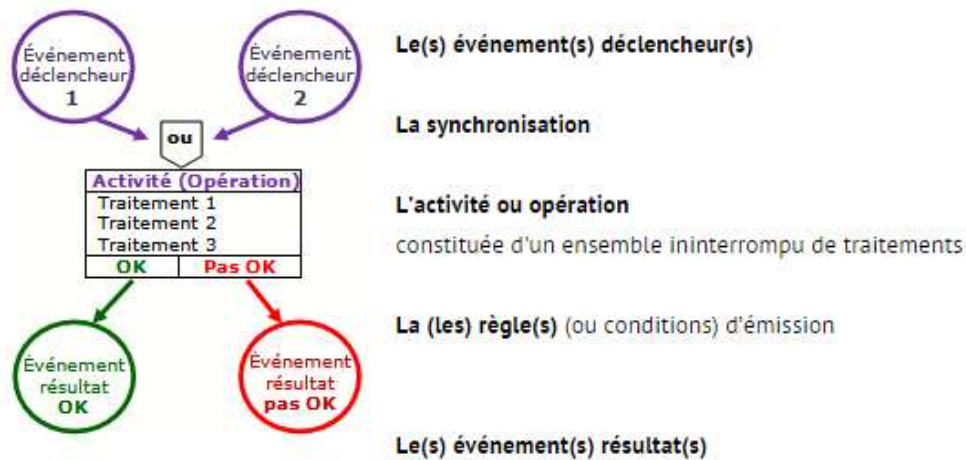 Événement
déclencheur
1
Événement
déclencheur
2
Le(s) événement(s) déclencheur(s)
ou
La synchronisation
Activité (Opération)
Traitement 1
Traitement 2
Traitement 3
OK
Pas OK
L'activité ou opération
constituée d'un ensemble ininterrompu de traitements
La (les) règle(s) (ou conditions) d'émission
Événement
résultat
OK
Événement
résultat
pas OK
Le(s) événement(s) résultat(s)